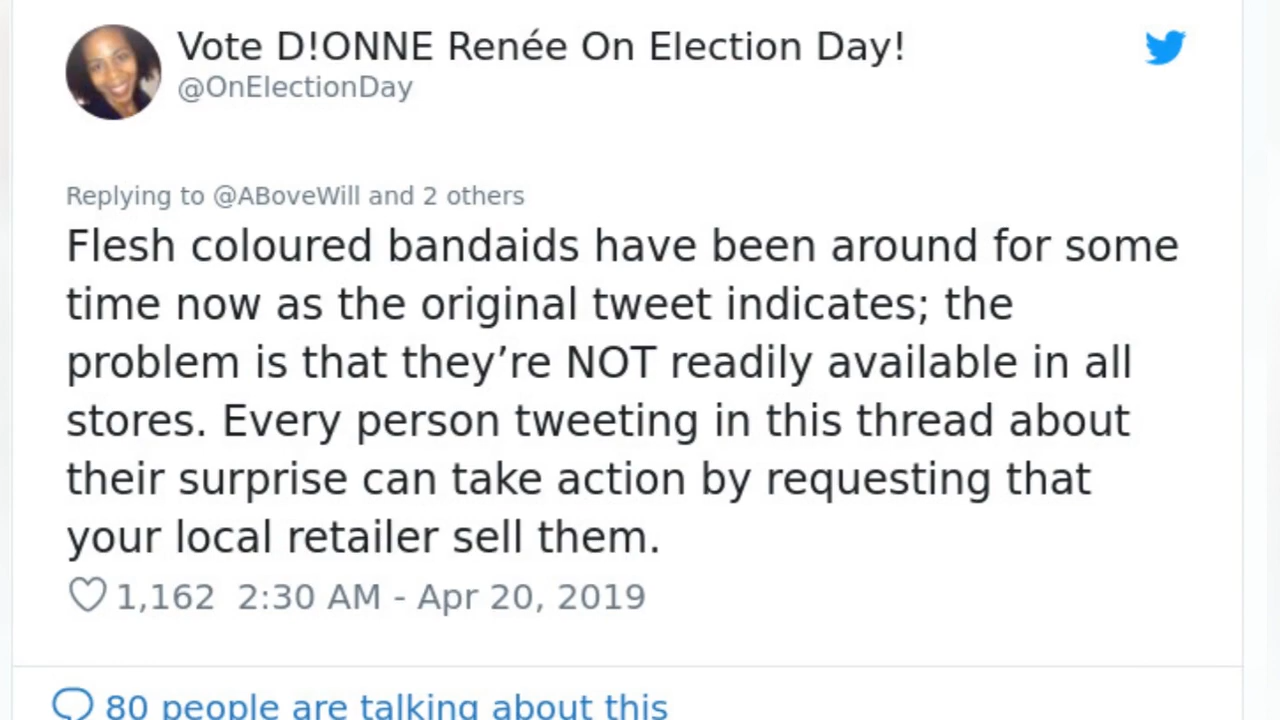 Vote D!ONNE Renée On Election Day!
@OnElectionDay
Replying to @ABoveWill and 2 others
Flesh coloured bandaids have been around for some
time now as the original tweet indicates; the
problem is that they’re NOT readily available in all
stores. Every person tweeting in this thread about
their surprise can take action by requesting that
your local retailer sell them.
1,162 2:30 AM - Apr 20, 2019
80 people are talking about this